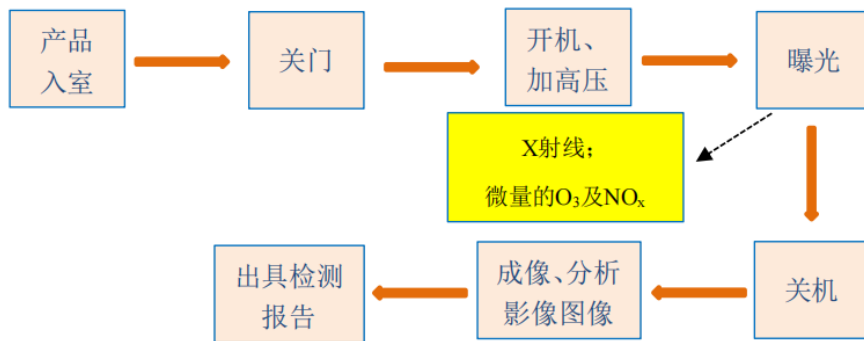 产品
入室
关门
开机、
加高压
曝光
X射线；
微量的O₃及NOₓ
关机
成像、分析
影像图像
出具检测
报告